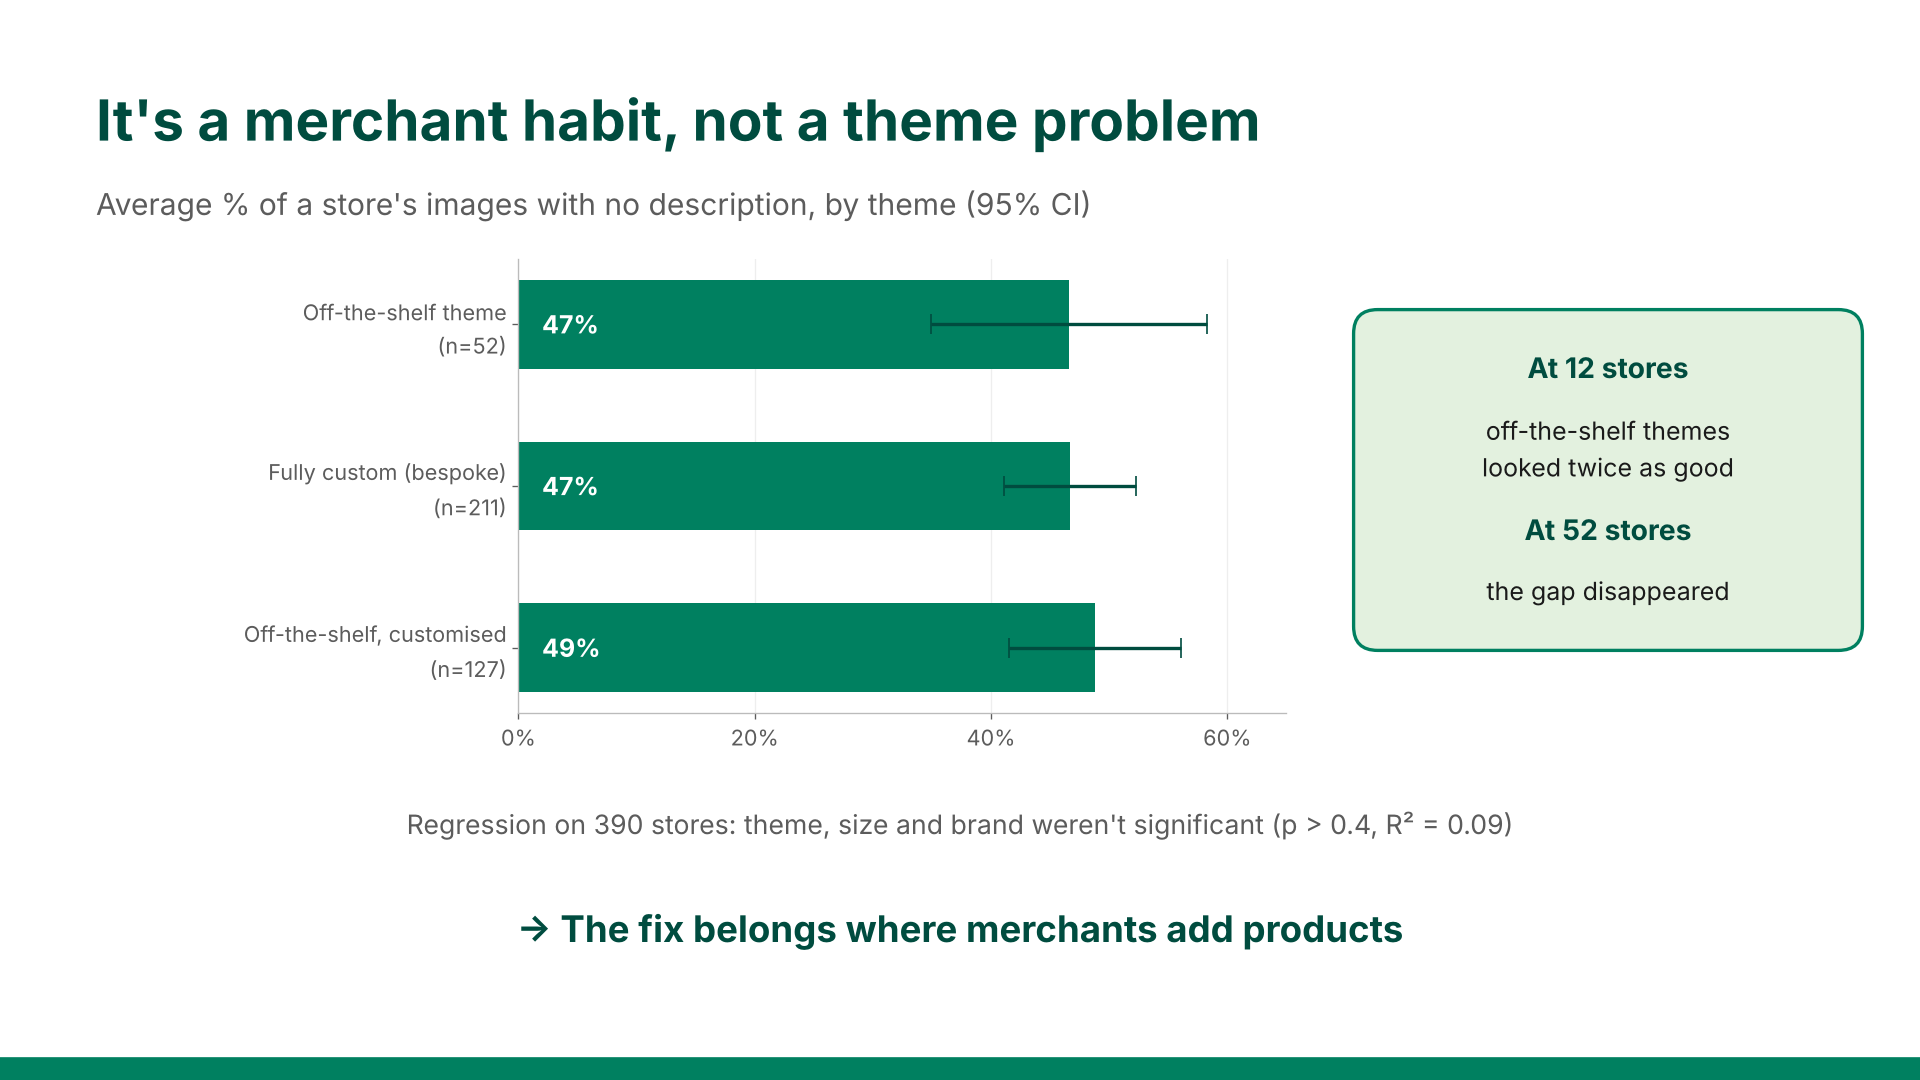 It's a merchant habit, not a theme problem
Average % of a store's images with no description, by theme (95% CI)
Off-the-shelf theme
(n=52)
47%
Fully custom (bespoke)
(n=211)
47%
Off-the-shelf, customised
(n=127)
49%
0%
20%
40%
60%
At 12 stores
off-the-shelf themes
looked twice as good
At 52 stores
the gap disappeared
Regression on 390 stores: theme, size and brand weren't significant (p > 0.4, R² = 0.09)
→ The fix belongs where merchants add products